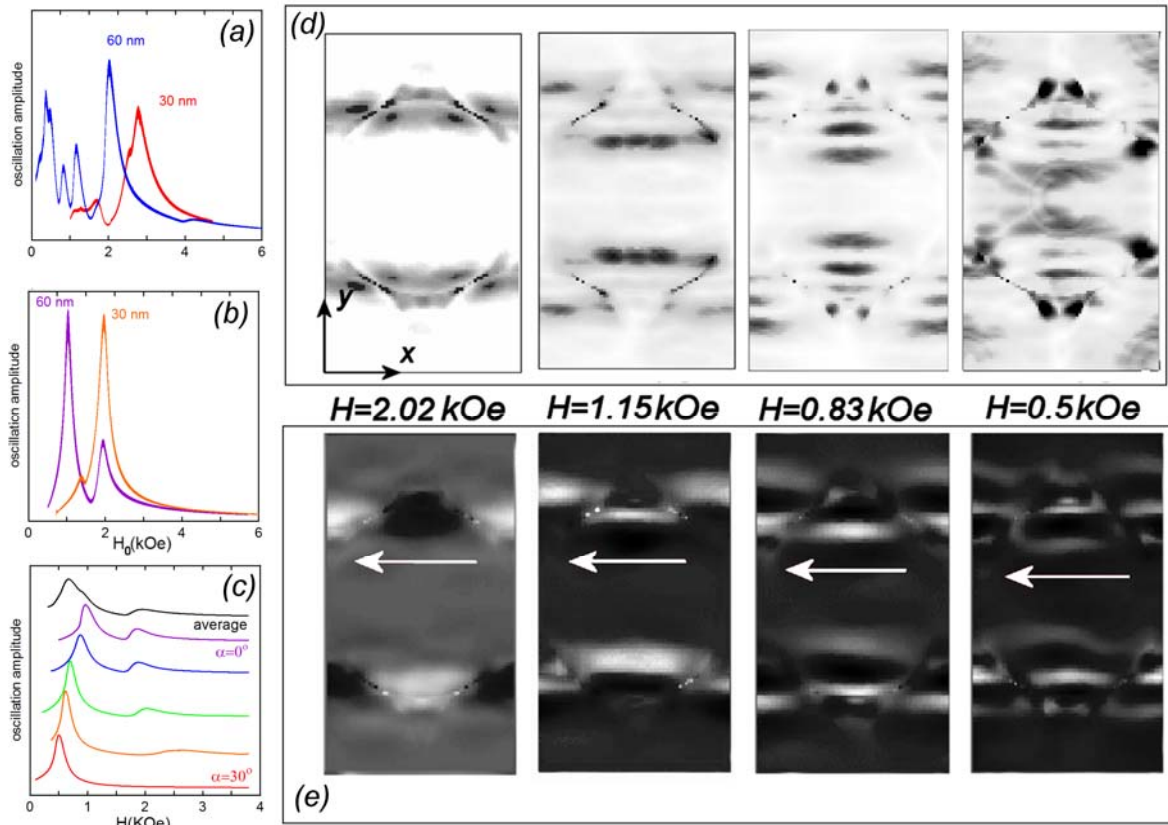 (a)
60 nm
30 nm
oscillation amplitude
0 2 4 6
(b)
60 nm
30 nm
oscillation amplitude
0 2 4 6
H₀(kOe)
(c)
average
α=0°
α=30°
oscillation amplitude
0 1 2 3 4
H(KOe)
(d)
y
x
H=2.02 kOe H=1.15 kOe H=0.83 kOe H=0.5 kOe
(e)